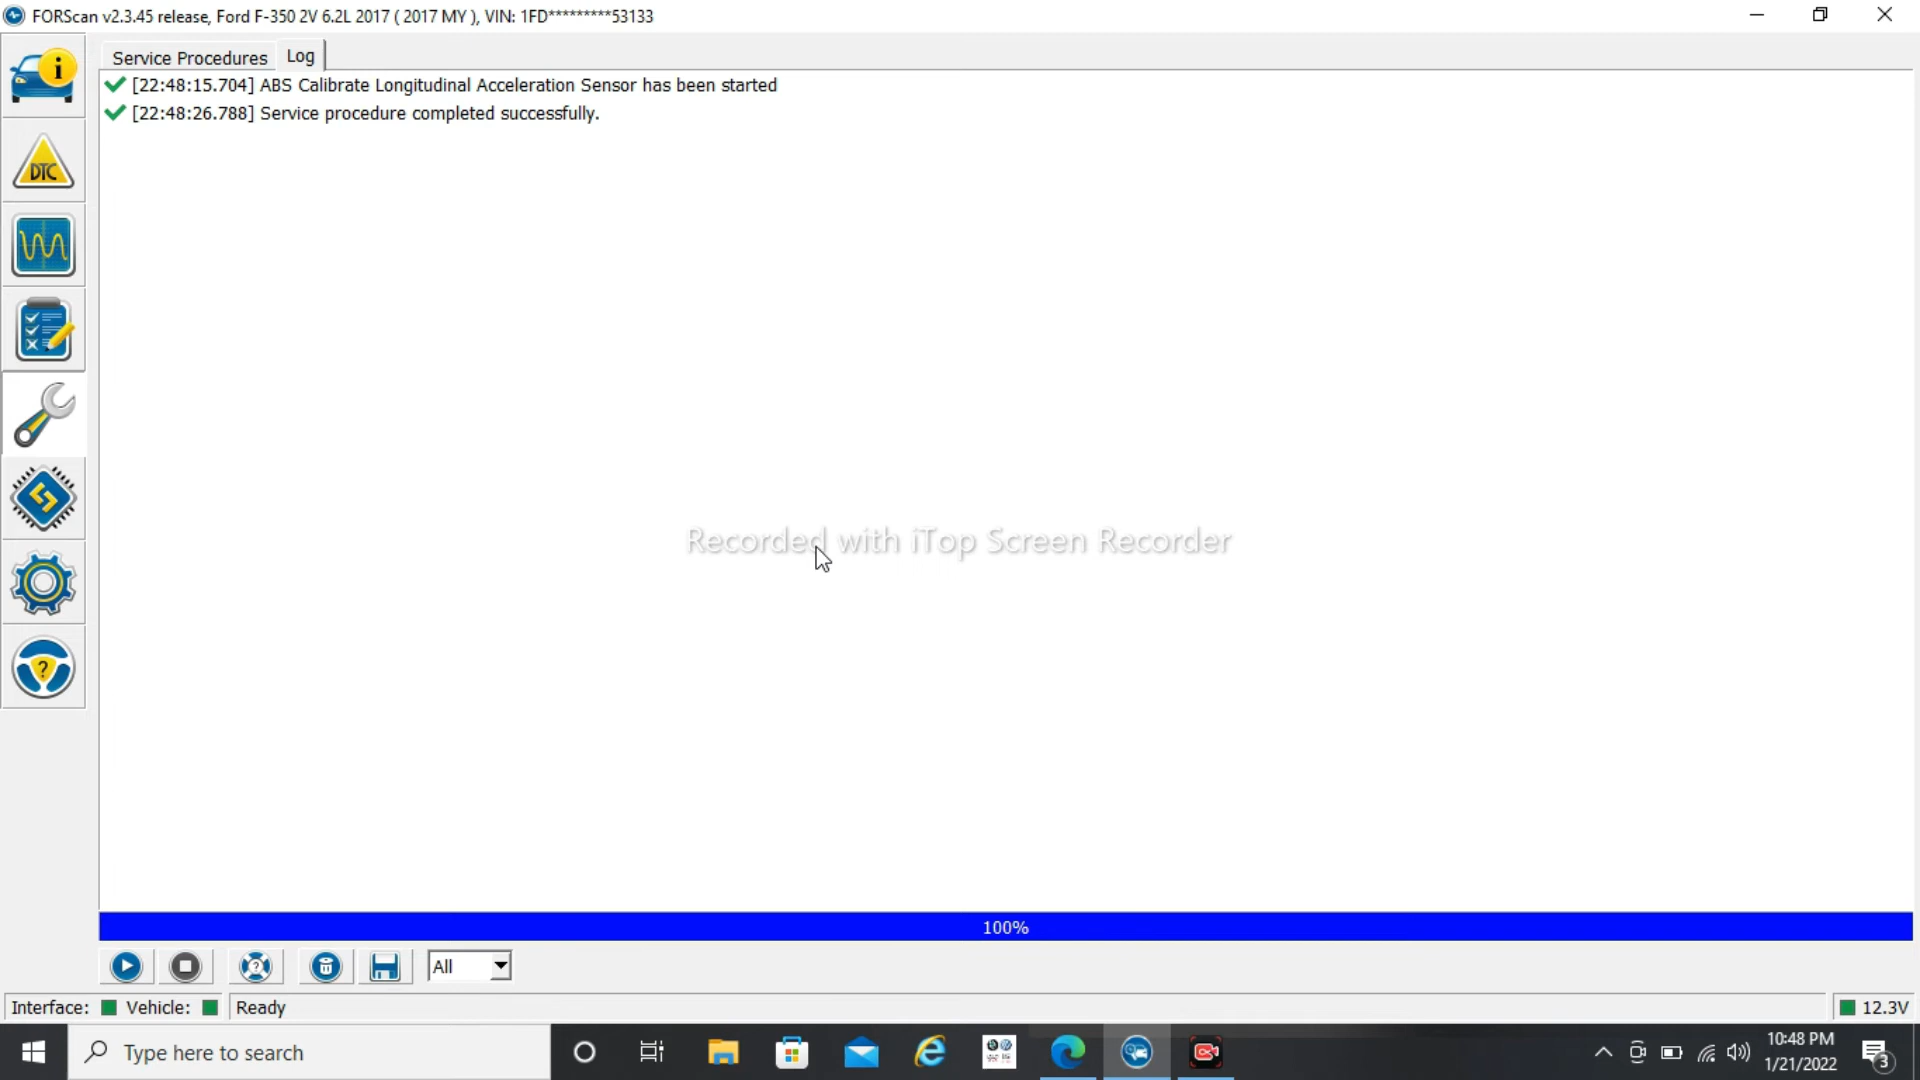 FORScan v2.3.45 release, Ford F-350 2V 6.2L 2017 ( 2017 MY ), VIN: 1FD*********53133
Service Procedures
Log
[22:48:15.704] ABS Calibrate Longitudinal Acceleration Sensor has been started
[22:48:26.788] Service procedure completed successfully.
DTC
Recorded with iTop Screen Recorder
100%
All
Interface:
Vehicle:
Ready
12.3V
Type here to search
10:48 PM
1/21/2022
3